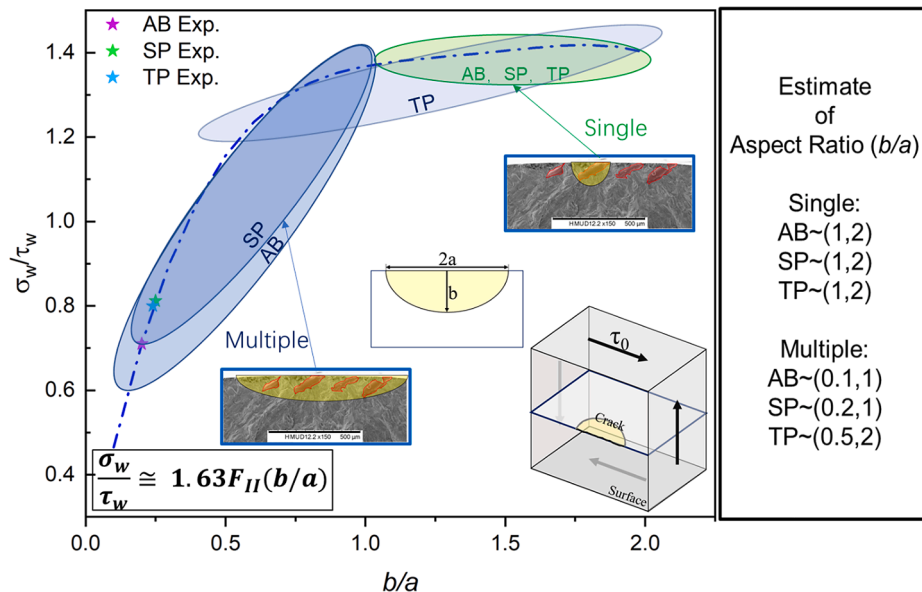 AB Exp.
SP Exp.
TP Exp.
σw/τw
1.4
1.2
1.0
0.8
0.6
0.4
0.0
0.5
1.0
1.5
2.0
b/a
AB、SP、TP
TP
Single
HMUD12.2 x150 500 μm
SP
AB
Multiple
HMUD12.2 x150 500 μm
2a
b
τ0
Crack
Surface
σw/τw ≅ 1.63FII(b/a)
Estimate
of
Aspect Ratio (b/a)
Single:
AB~(1,2)
SP~(1,2)
TP~(1,2)
Multiple:
AB~(0.1,1)
SP~(0.2,1)
TP~(0.5,2)